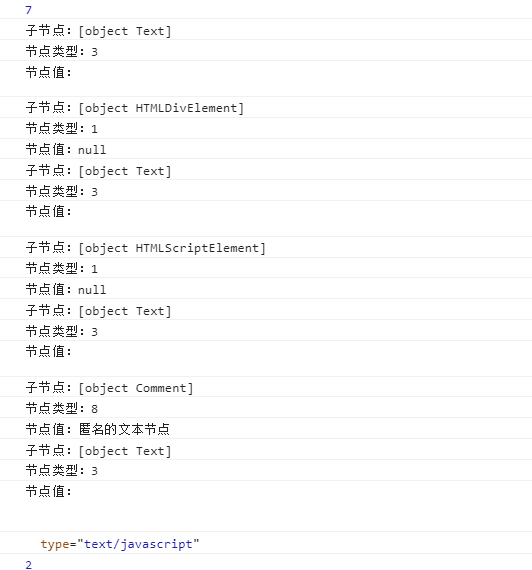 7
子节点: [object Text]
节点类型: 3
节点值:
子节点: [object HTMLDivElement]
节点类型: 1
节点值: null
子节点: [object Text]
节点类型: 3
节点值:
子节点: [object HTMLScriptElement]
节点类型: 1
节点值: null
子节点: [object Text]
节点类型: 3
节点值:
子节点: [object Comment]
节点类型: 8
节点值: 匿名的文本节点
子节点: [object Text]
节点类型: 3
节点值:
type="text/javascript"
2